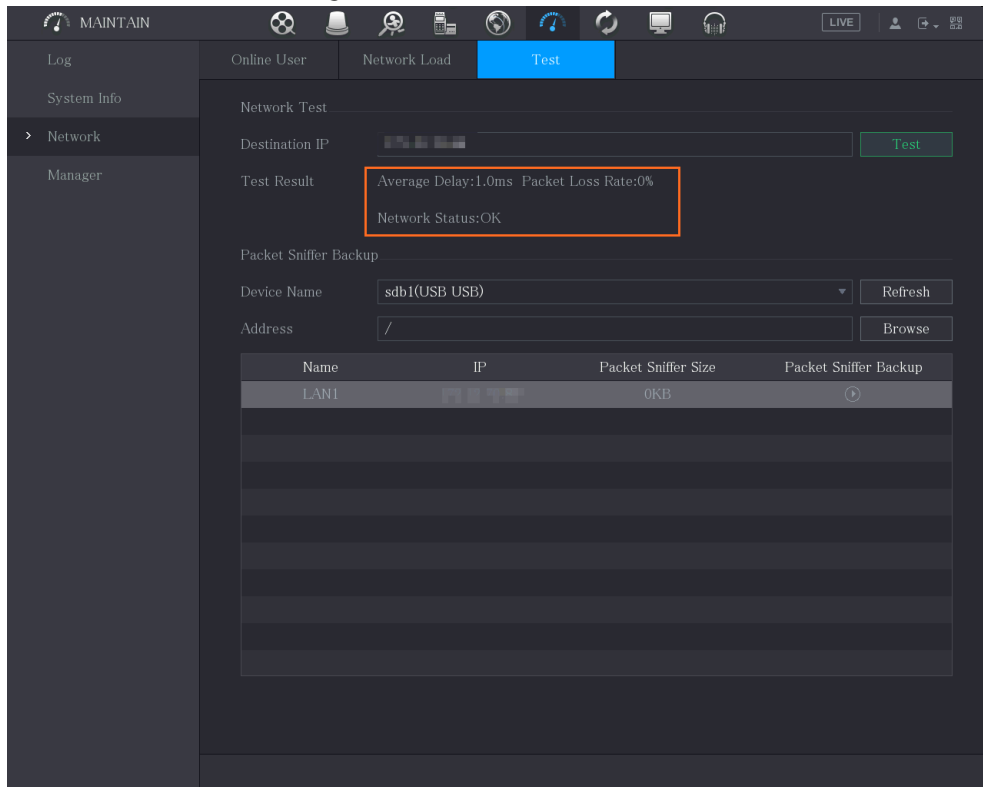 MAINTAIN
LIVE
Log
System Info
Network
Manager
Online User
Network Load
Test
Network Test
Destination IP
Test
Test Result
Average Delay:1.0ms Packet Loss Rate:0%
Network Status:OK
Packet Sniffer Backup
Device Name
sdb1(USB USB)
Refresh
Address
/
Browse
Name IP Packet Sniffer Size Packet Sniffer Backup
LAN1 0KB